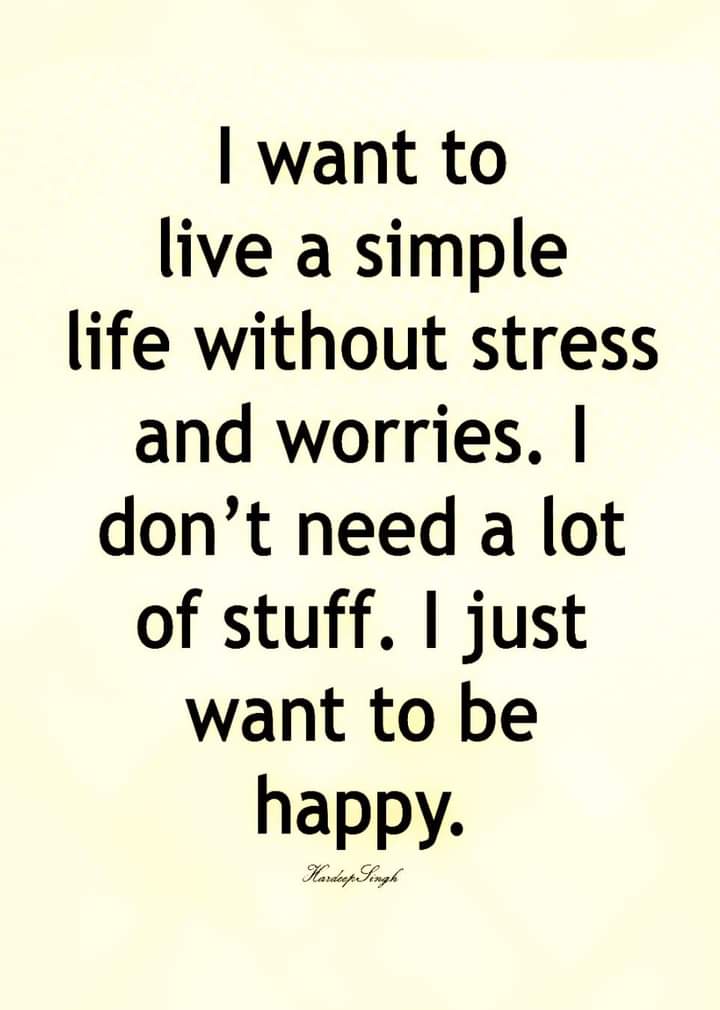 I want to
live a simple
life without stress
and worries. I
don’t need a lot
of stuff. I just
want to be
happy.
HardeepSingh